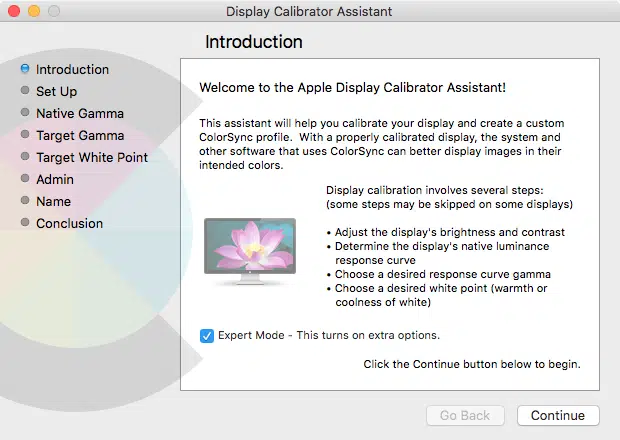 Display Calibrator Assistant
Introduction
Introduction
Set Up
Native Gamma
Target Gamma
Target White Point
Admin
Name
Conclusion
Welcome to the Apple Display Calibrator Assistant!
This assistant will help you calibrate your display and create a custom
ColorSync profile. With a properly calibrated display, the system and
other software that uses ColorSync can better display images in their
intended colors.
Display calibration involves several steps:
(some steps may be skipped on some displays)
• Adjust the display's brightness and contrast
• Determine the display's native luminance
response curve
• Choose a desired response curve gamma
• Choose a desired white point (warmth or
coolness of white)
Expert Mode - This turns on extra options.
Click the Continue button below to begin.
Go Back
Continue